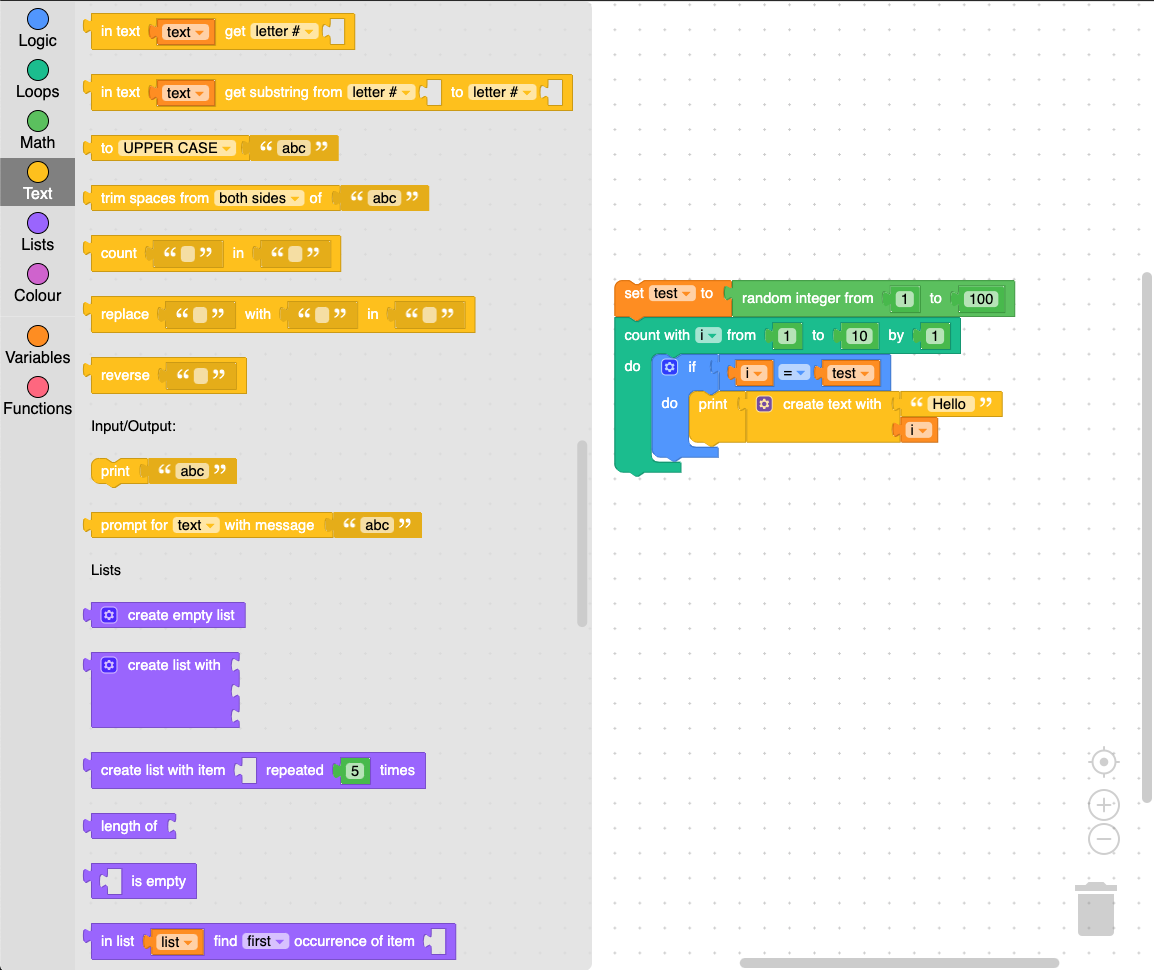 Logic
Loops
Math
Text
Lists
Colour
Variables
Functions
in text text get letter #
in text text get substring from letter # to letter #
to UPPER CASE “ abc ”
trim spaces from both sides of “ abc ”
count “ ” in “ ”
replace “ ” with “ ” in “ ”
reverse “ ”
Input/Output:
print “ abc ”
prompt for text with message “ abc ”
Lists
create empty list
create list with
create list with item repeated 5 times
length of
is empty
in list list find first occurrence of item
set test to random integer from 1 to 100
count with i from 1 to 10 by 1
do if i = test
do print create text with “ Hello ”
i